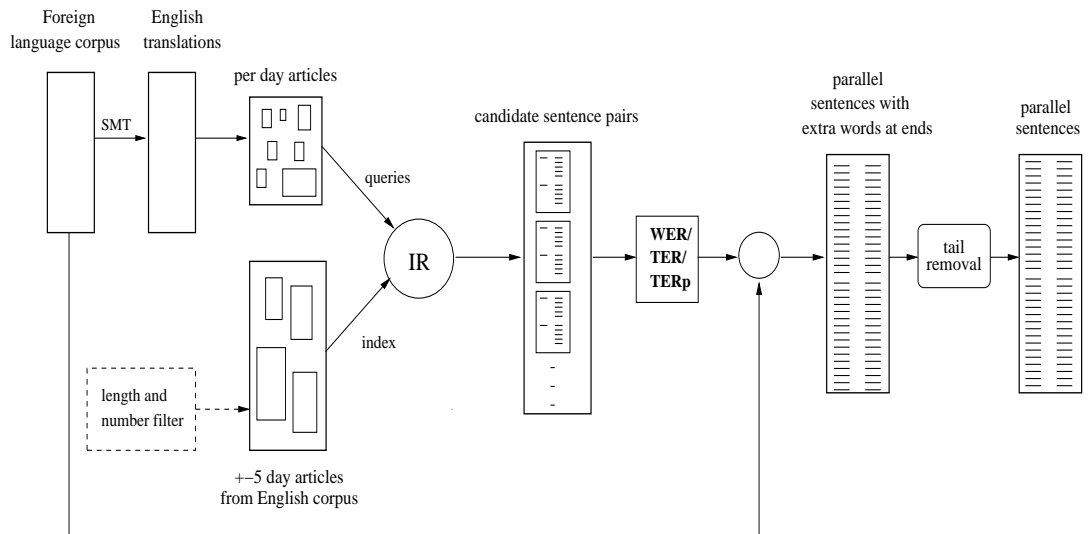 Foreign
language corpus
English
translations
SMT
per day articles
queries
IR
index
length and
number filter
+−5 day articles
from English corpus
candidate sentence pairs
WER/
TER/
TERp
parallel
sentences with
extra words at ends
tail
removal
parallel
sentences